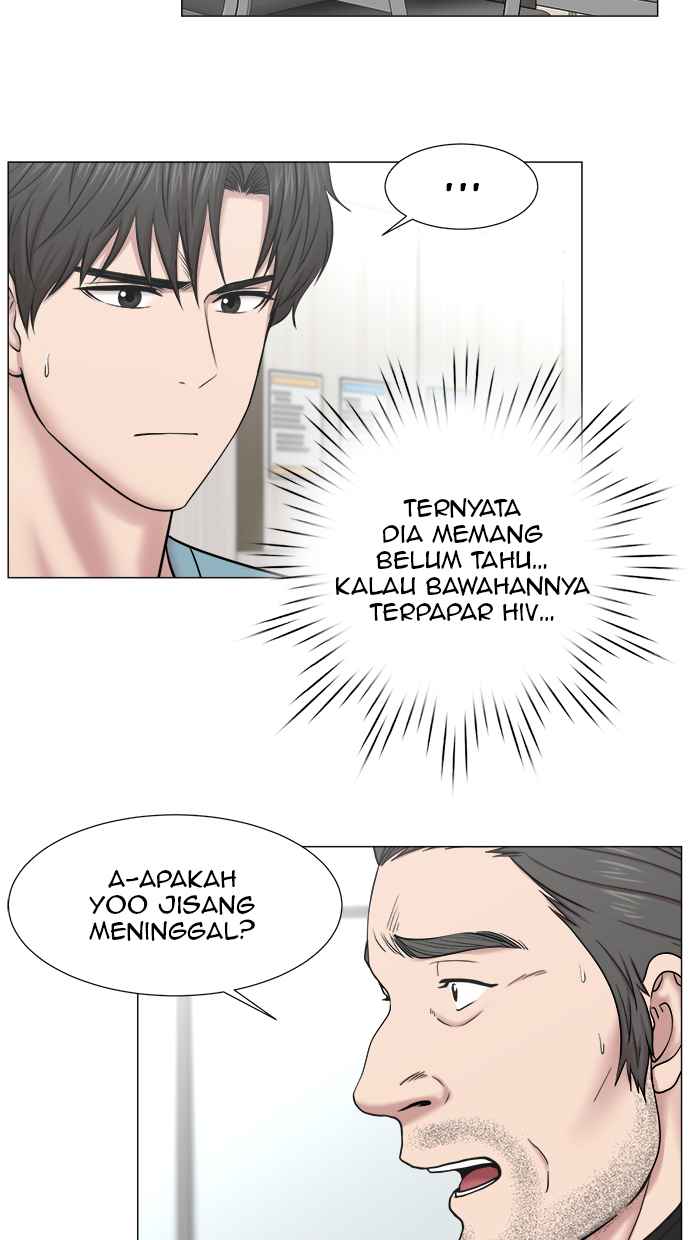 ...
TERNYATA
DIA MEMANG
BELUM TAHU...
KALAU BAWAHANNYA
TERPAPAR HIV...
A-APAKAH
YOO JISANG
MENINGGAL?